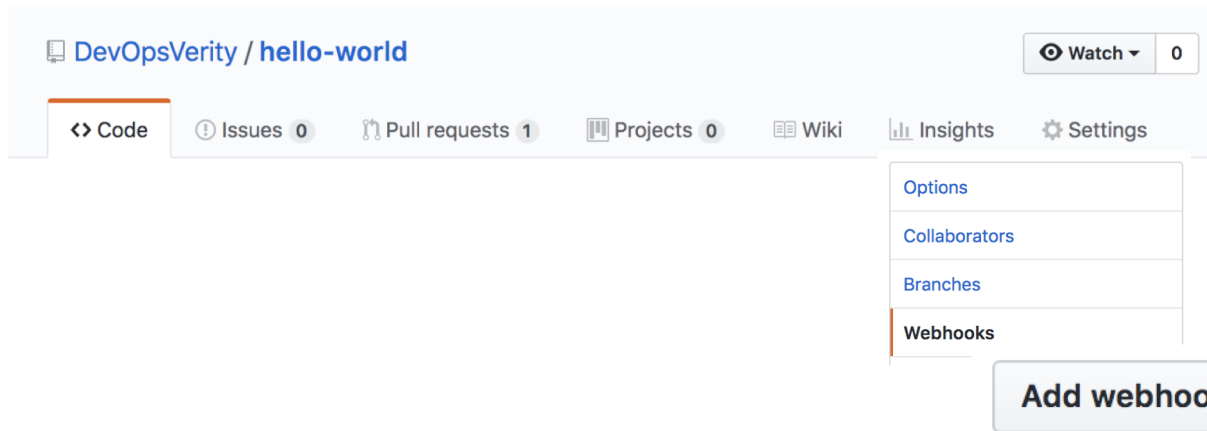 DevOpsVerity / hello-world
Watch 0
Code Issues 0 Pull requests 1 Projects 0 Wiki Insights Settings
Options
Collaborators
Branches
Webhooks
Add webhoo